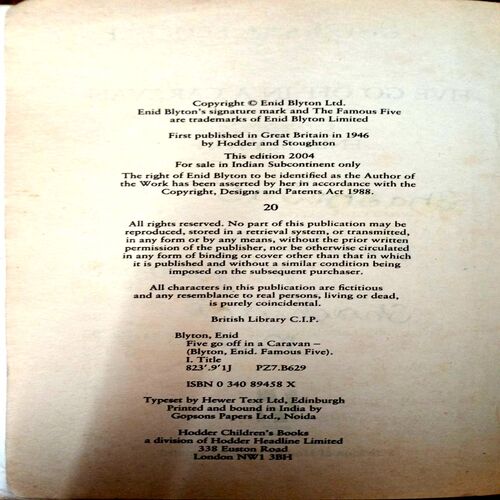 Copyright © Enid Blyton Ltd.
Enid Blyton's signature mark and The Famous Five
are trademarks of Enid Blyton Limited
First published in Great Britain in 1946
by Hodder and Stoughton
This edition 2004
For sale in Indian Subcontinent only
The right of Enid Blyton to be identified as the Author of
the Work has been asserted by her in accordance with the
Copyright, Designs and Patents Act 1988.
20
All rights reserved. No part of this publication may be
reproduced, stored in a retrieval system, or transmitted,
in any form or by any means, without the prior written
permission of the publisher, nor be otherwise circulated
in any form of binding or cover other than that in which
it is published and without a similar condition being
imposed on the subsequent purchaser.
All characters in this publication are fictitious
and any resemblance to real persons, living or dead,
is purely coincidental.
British Library C.I.P.
Blyton, Enid
Five go off in a Caravan –
(Blyton, Enid. Famous Five).
I. Title
823'.9'1J PZ7.B629
ISBN 0 340 89458 X
Typeset by Hewer Text Ltd, Edinburgh
Printed and bound in India by
Gopsons Papers Ltd., Noida
Hodder Children's Books
a division of Hodder Headline Limited
338 Euston Road
London NW1 3BH